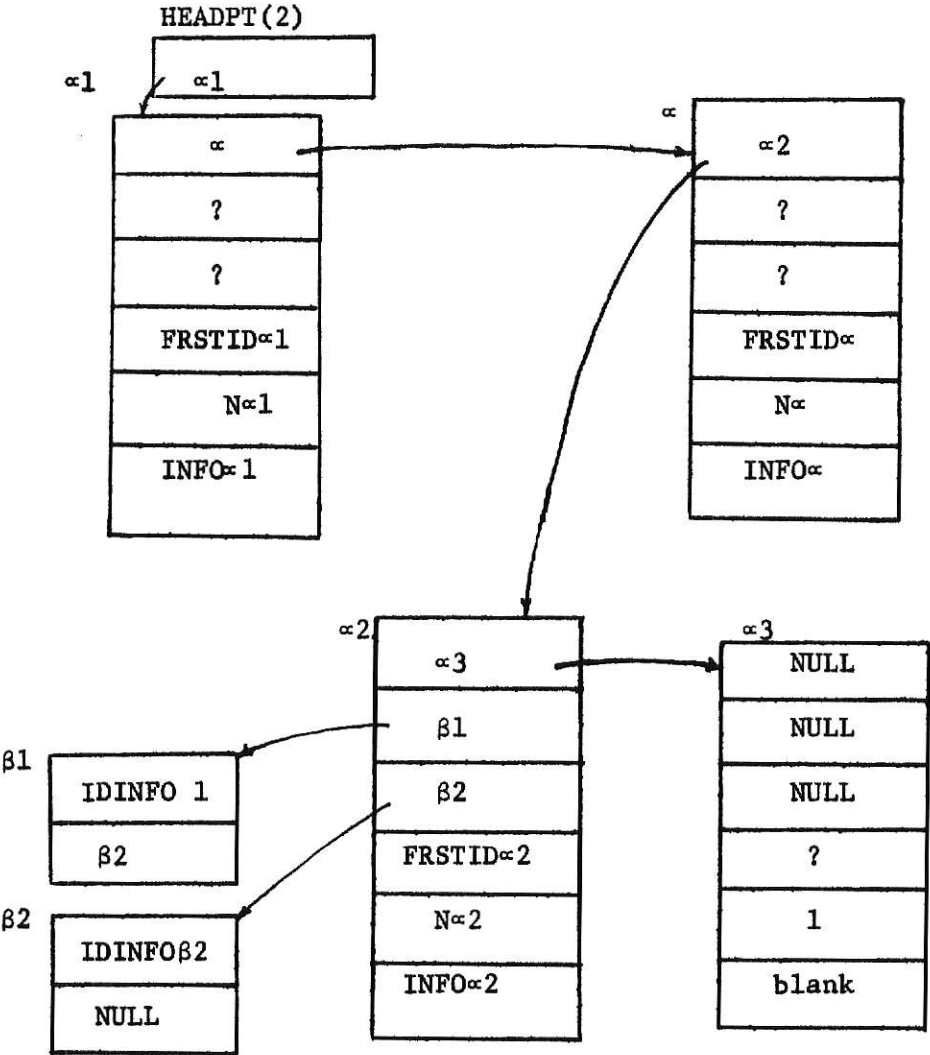 HEADPT(2)
∝1
∝1
∝
?
?
FRSTID∝1
N∝1
INFO∝1
∝
∝2
?
?
FRSTID∝
N∝
INFO∝
∝2
∝3
β1
β2
FRSTID∝2
N∝2
INFO∝2
∝3
NULL
NULL
NULL
?
1
blank
β1
IDINFO 1
β2
β2
IDINFOβ2
NULL